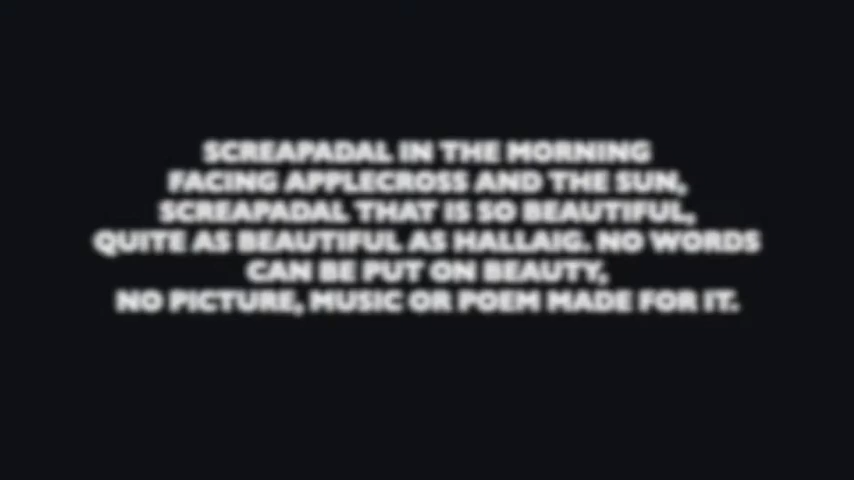 SCREAPADAL IN THE MORNING
FACING APPLECROSS AND THE SUN,
SCREAPADAL THAT IS SO BEAUTIFUL,
QUITE AS BEAUTIFUL AS HALLAIG. NO WORDS
CAN BE PUT ON BEAUTY,
NO PICTURE, MUSIC OR POEM MADE FOR IT.